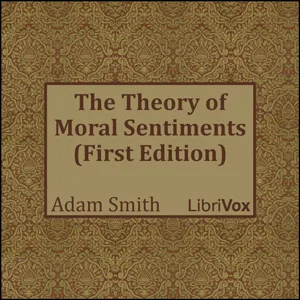 The Theory of
Moral Sentiments
(First Edition)
Adam Smith LibriVox